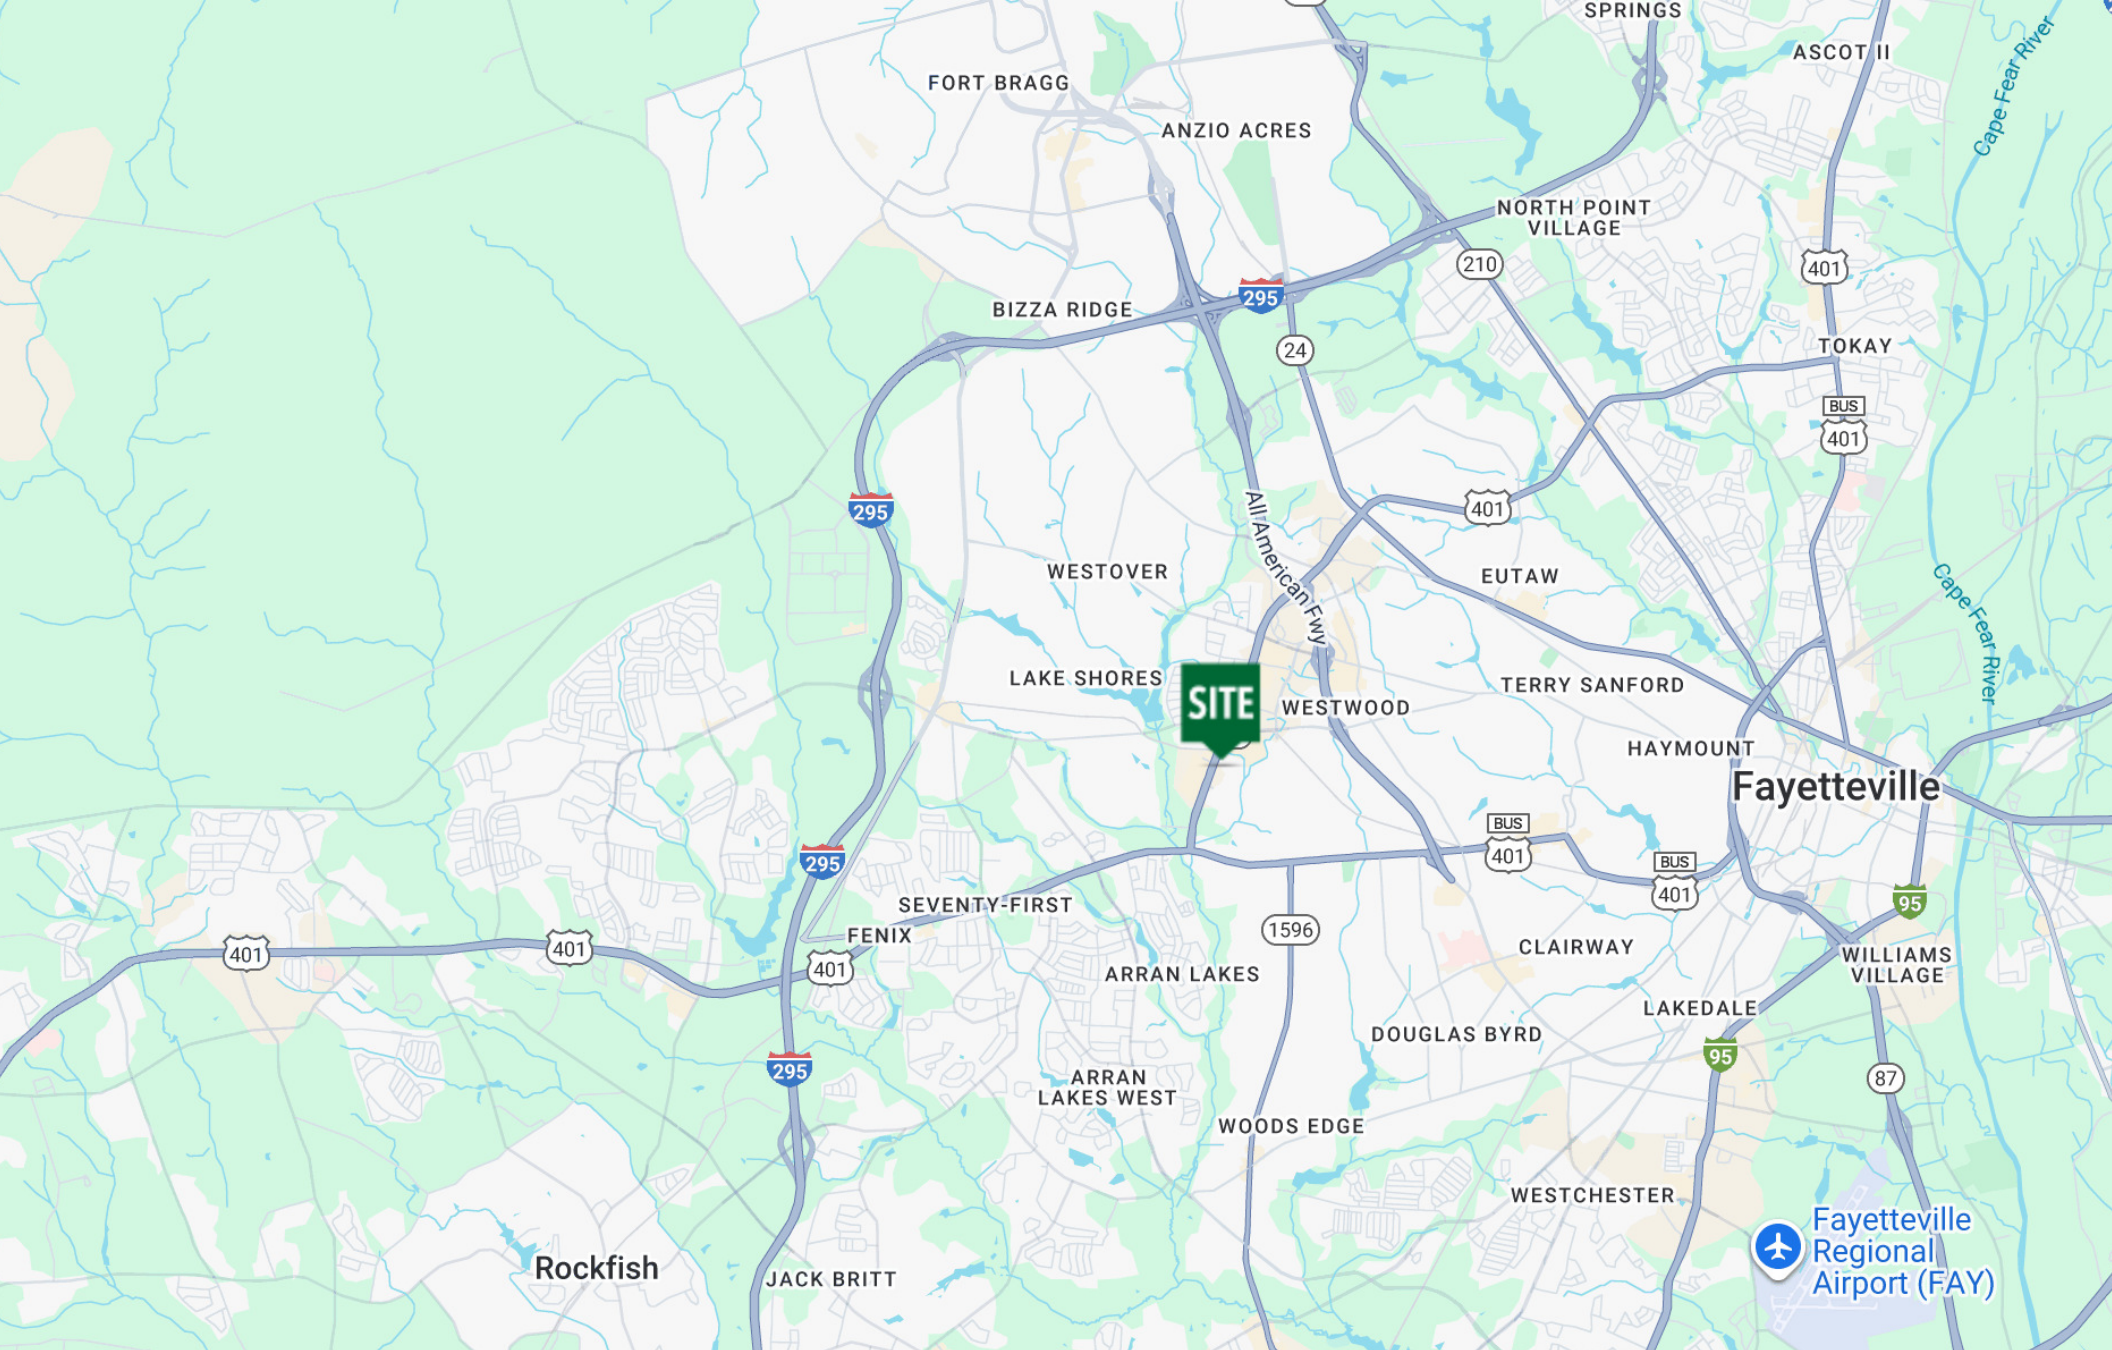 SPRINGS
ASCOT II
Cape Fear River
FORT BRAGG
ANZIO ACRES
NORTH POINT
VILLAGE
210
401
295
BIZZA RIDGE
24
TOKAY
BUS
401
295
401
All American Fwy
WESTOVER
EUTAW
Cape Fear River
LAKE SHORES
SITE
WESTWOOD
TERRY SANFORD
HAYMOUNT
Fayetteville
BUS
401
295
BUS
401
95
SEVENTY-FIRST
1596
FENIX
401
401
401
CLAIRWAY
WILLIAMS
VILLAGE
ARRAN LAKES
LAKEDALE
DOUGLAS BYRD
95
295
87
ARRAN
LAKES WEST
WOODS EDGE
WESTCHESTER
Fayetteville
Regional
Airport (FAY)
Rockfish
JACK BRITT